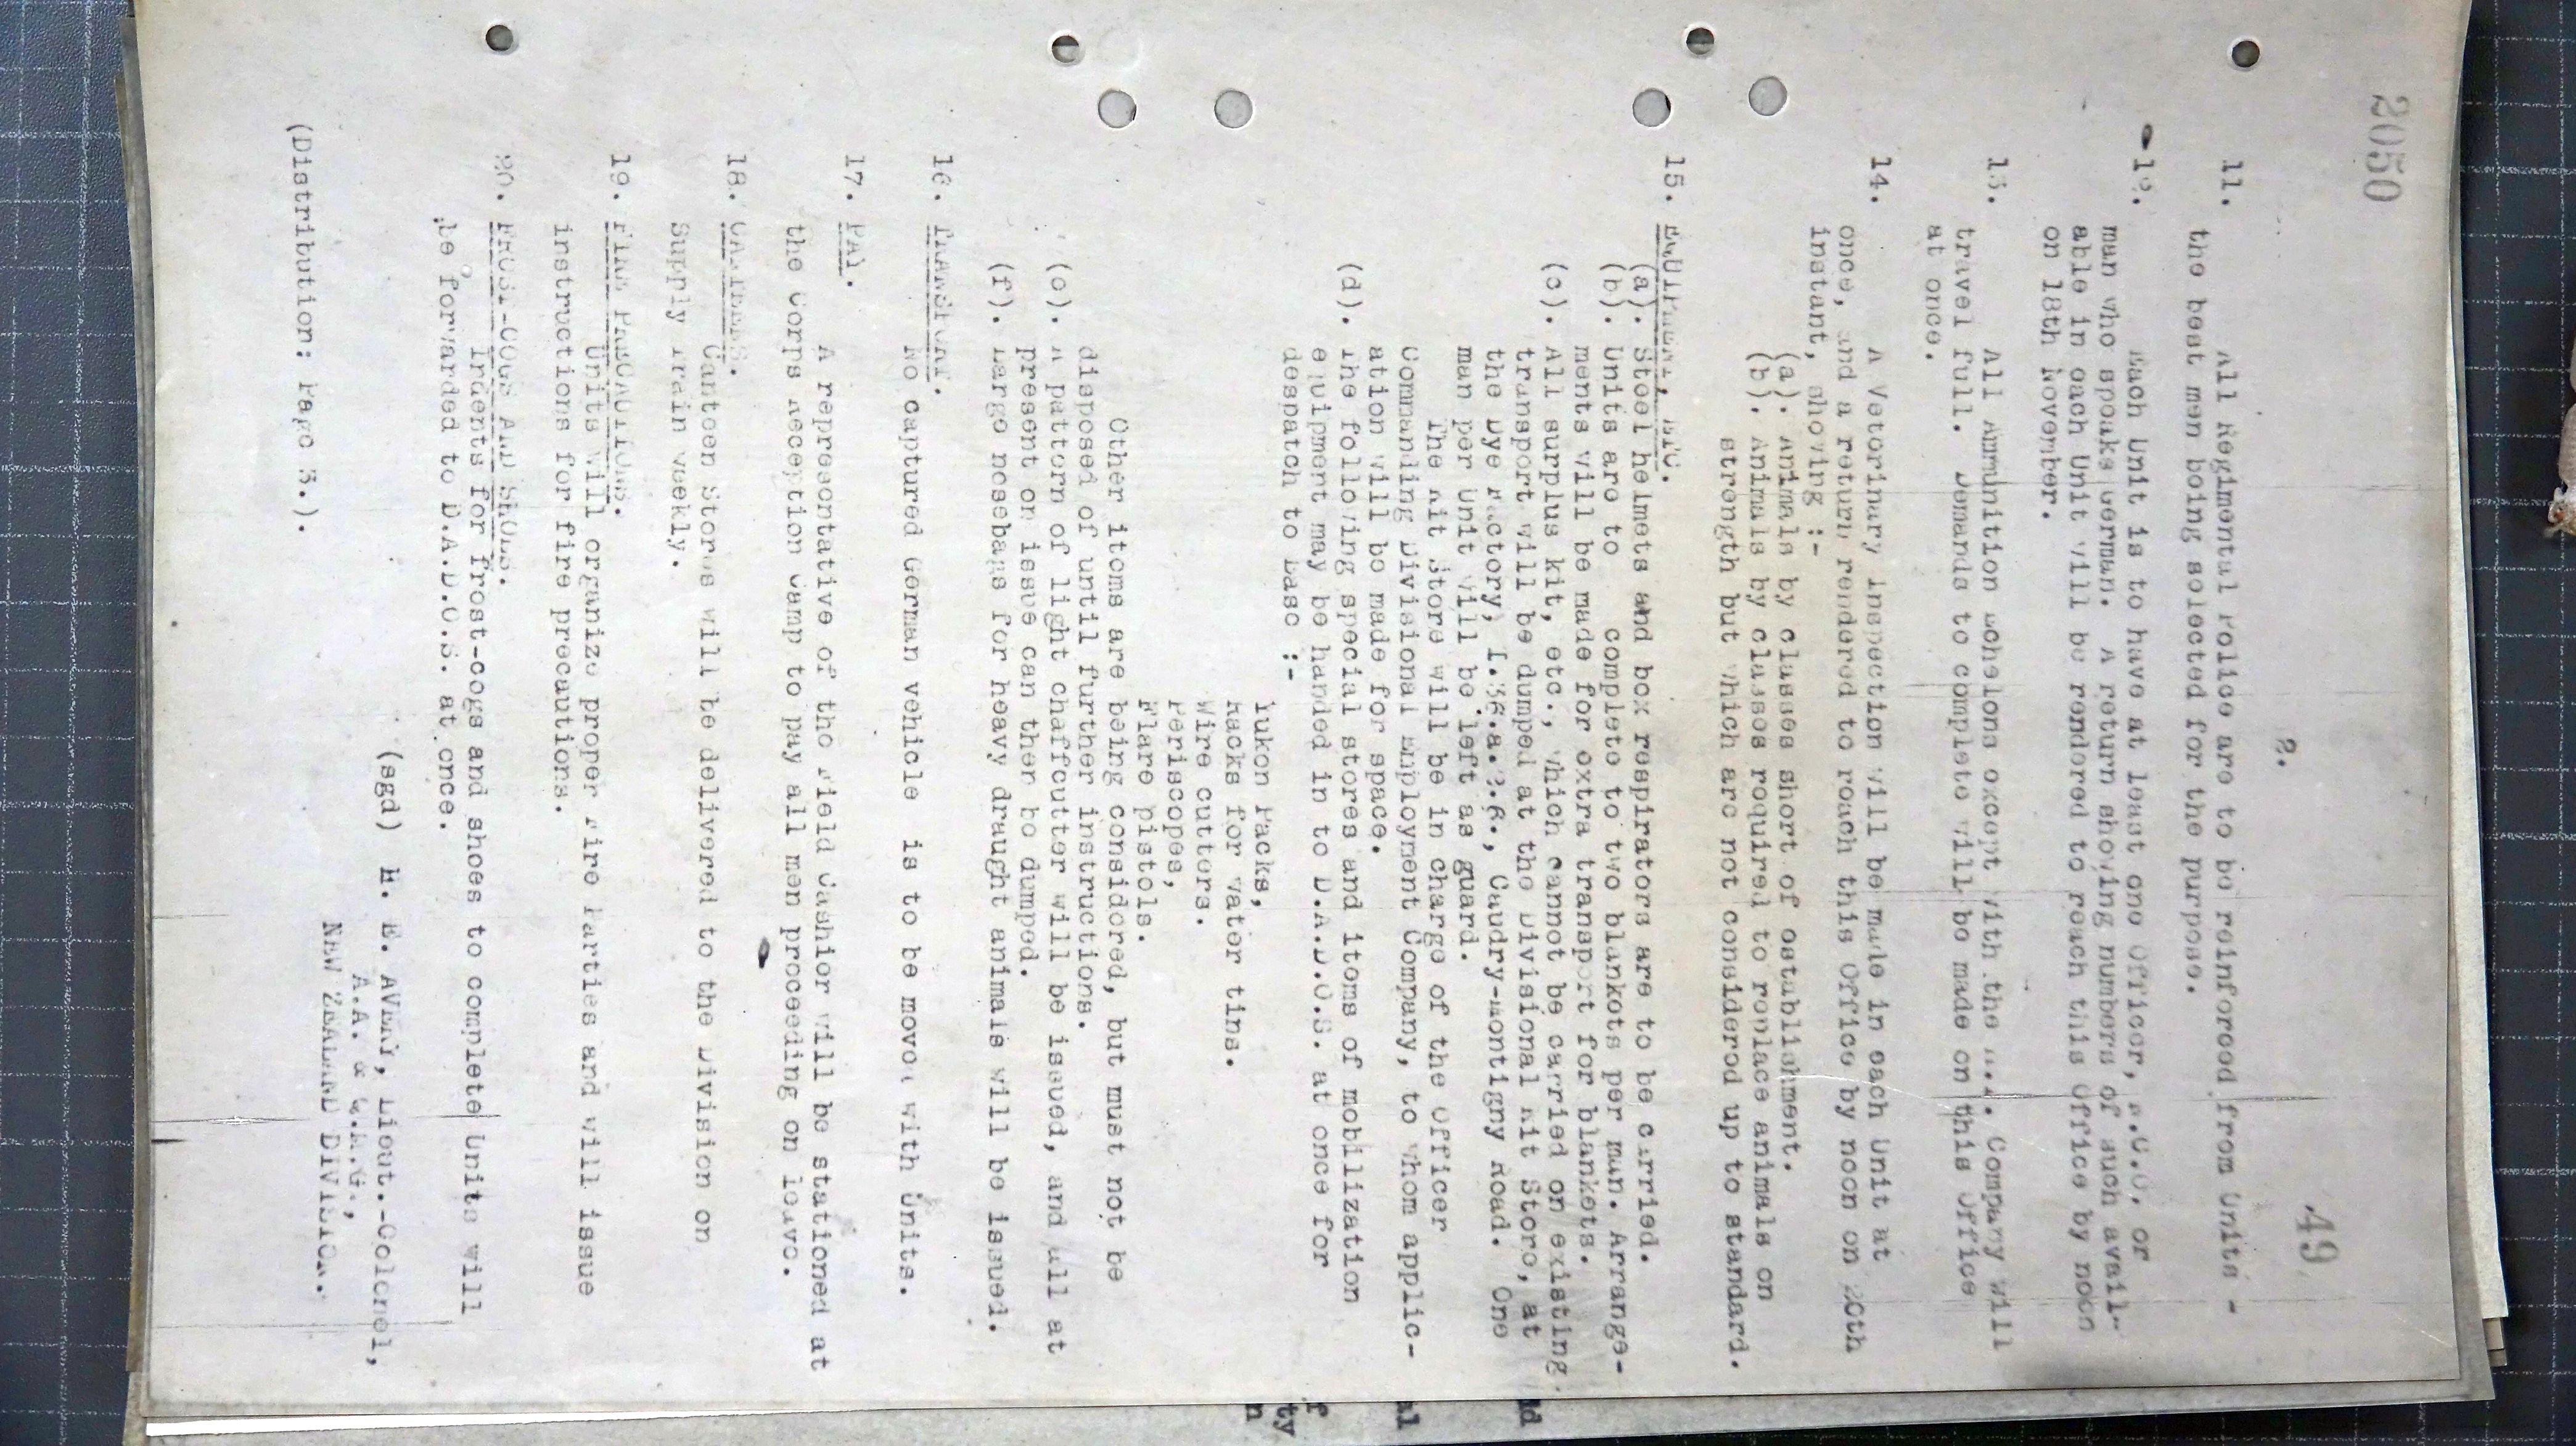 2050
2.
49
11. All Regimental Police are to be reinforced from Units -
the best men being selected for the purpose.
12. Each Unit is to have at least one Officer, N.C.O. or
man who speaks German. A return showing numbers of such avail-
able in each Unit will be rendered to reach this Office by noon
on 18th November.
13. All Ammunition Echelons except with the Company will
travel full. Demands to complete will be made on this Office
at once.
14. A Veterinary Inspection will be made in each Unit at
once, and a return rendered to reach this Office by noon on 20th
instant, showing :-
(a). Animals by classes short of establishment.
(b). Animals by classes required to replace animals on
strength but which are not considered up to standard.
15. EQUIPMENT, ETC.
(a). Steel helmets and box respirators are to be carried.
(b). Units are to complete to two blankets per man. Arrange-
ments will be made for extra transport for blankets.
(c). All surplus kit, etc., which cannot be carried on existing
transport will be dumped at the Divisional Kit Store, at
the Dye Factory, I.36.a.2.6., Caudry-Montigny Road. One
man per Unit will be left as guard.
The Kit Store will be in charge of the Officer
Commanding Divisional Employment Company, to whom applic-
ation will be made for space.
(d). The following special stores and items of mobilization
equipment may be handed in to D.A.D.O.S. at once for
despatch to Base :-
Yukon Packs,
Racks for water tins.
Wire cutters.
Periscopes,
Flare pistols.
Other items are being considered, but must not be
disposed of until further instructions.
(e). A pattern of light chaffcutter will be issued, and all at
present on issue can then be dumped.
(f). Large nosebags for heavy draught animals will be issued.
16. TRANSPORT.
No captured German vehicle is to be moved with Units.
17. PAY.
A representative of the Field Cashier will be stationed at
the Corps Reception Camp to pay all men proceeding on leave.
18. CANTEENS.
Canteen Stores will be delivered to the Division on
Supply Train weekly.
19. FIRE PRECAUTIONS.
Units will organize proper Fire Parties and will issue
instructions for fire precautions.
20. FROST-COGS AND SHOES.
Indents for frost-cogs and shoes to complete Units will
be forwarded to D.A.D.O.S. at once.
(sgd) H. E. AVERY, Lieut.-Colonel,
A.A. & Q.M.G.,
NEW ZEALAND DIVISION.
(Distribution: Page 3.).
d
al
f
ty
n